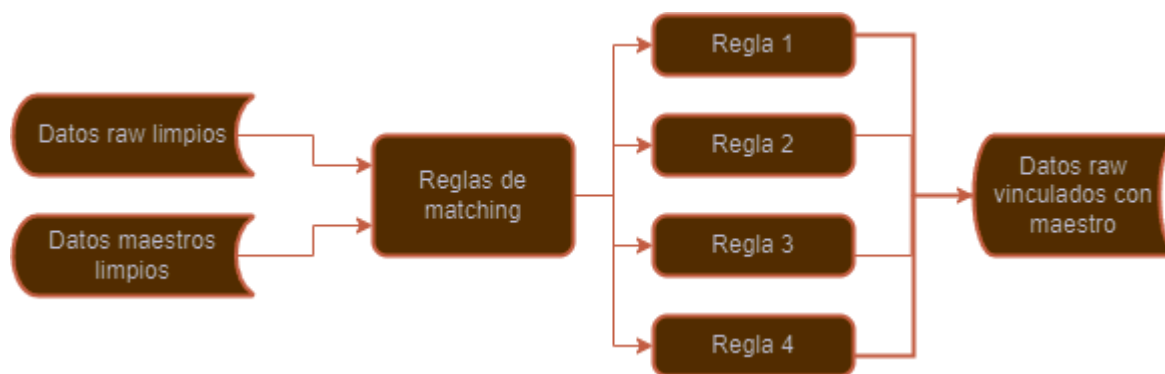 Datos raw limpios
Datos maestros
limpios
Reglas de
matching
Regla 1
Regla 2
Regla 3
Regla 4
Datos raw
vinculados con
maestro